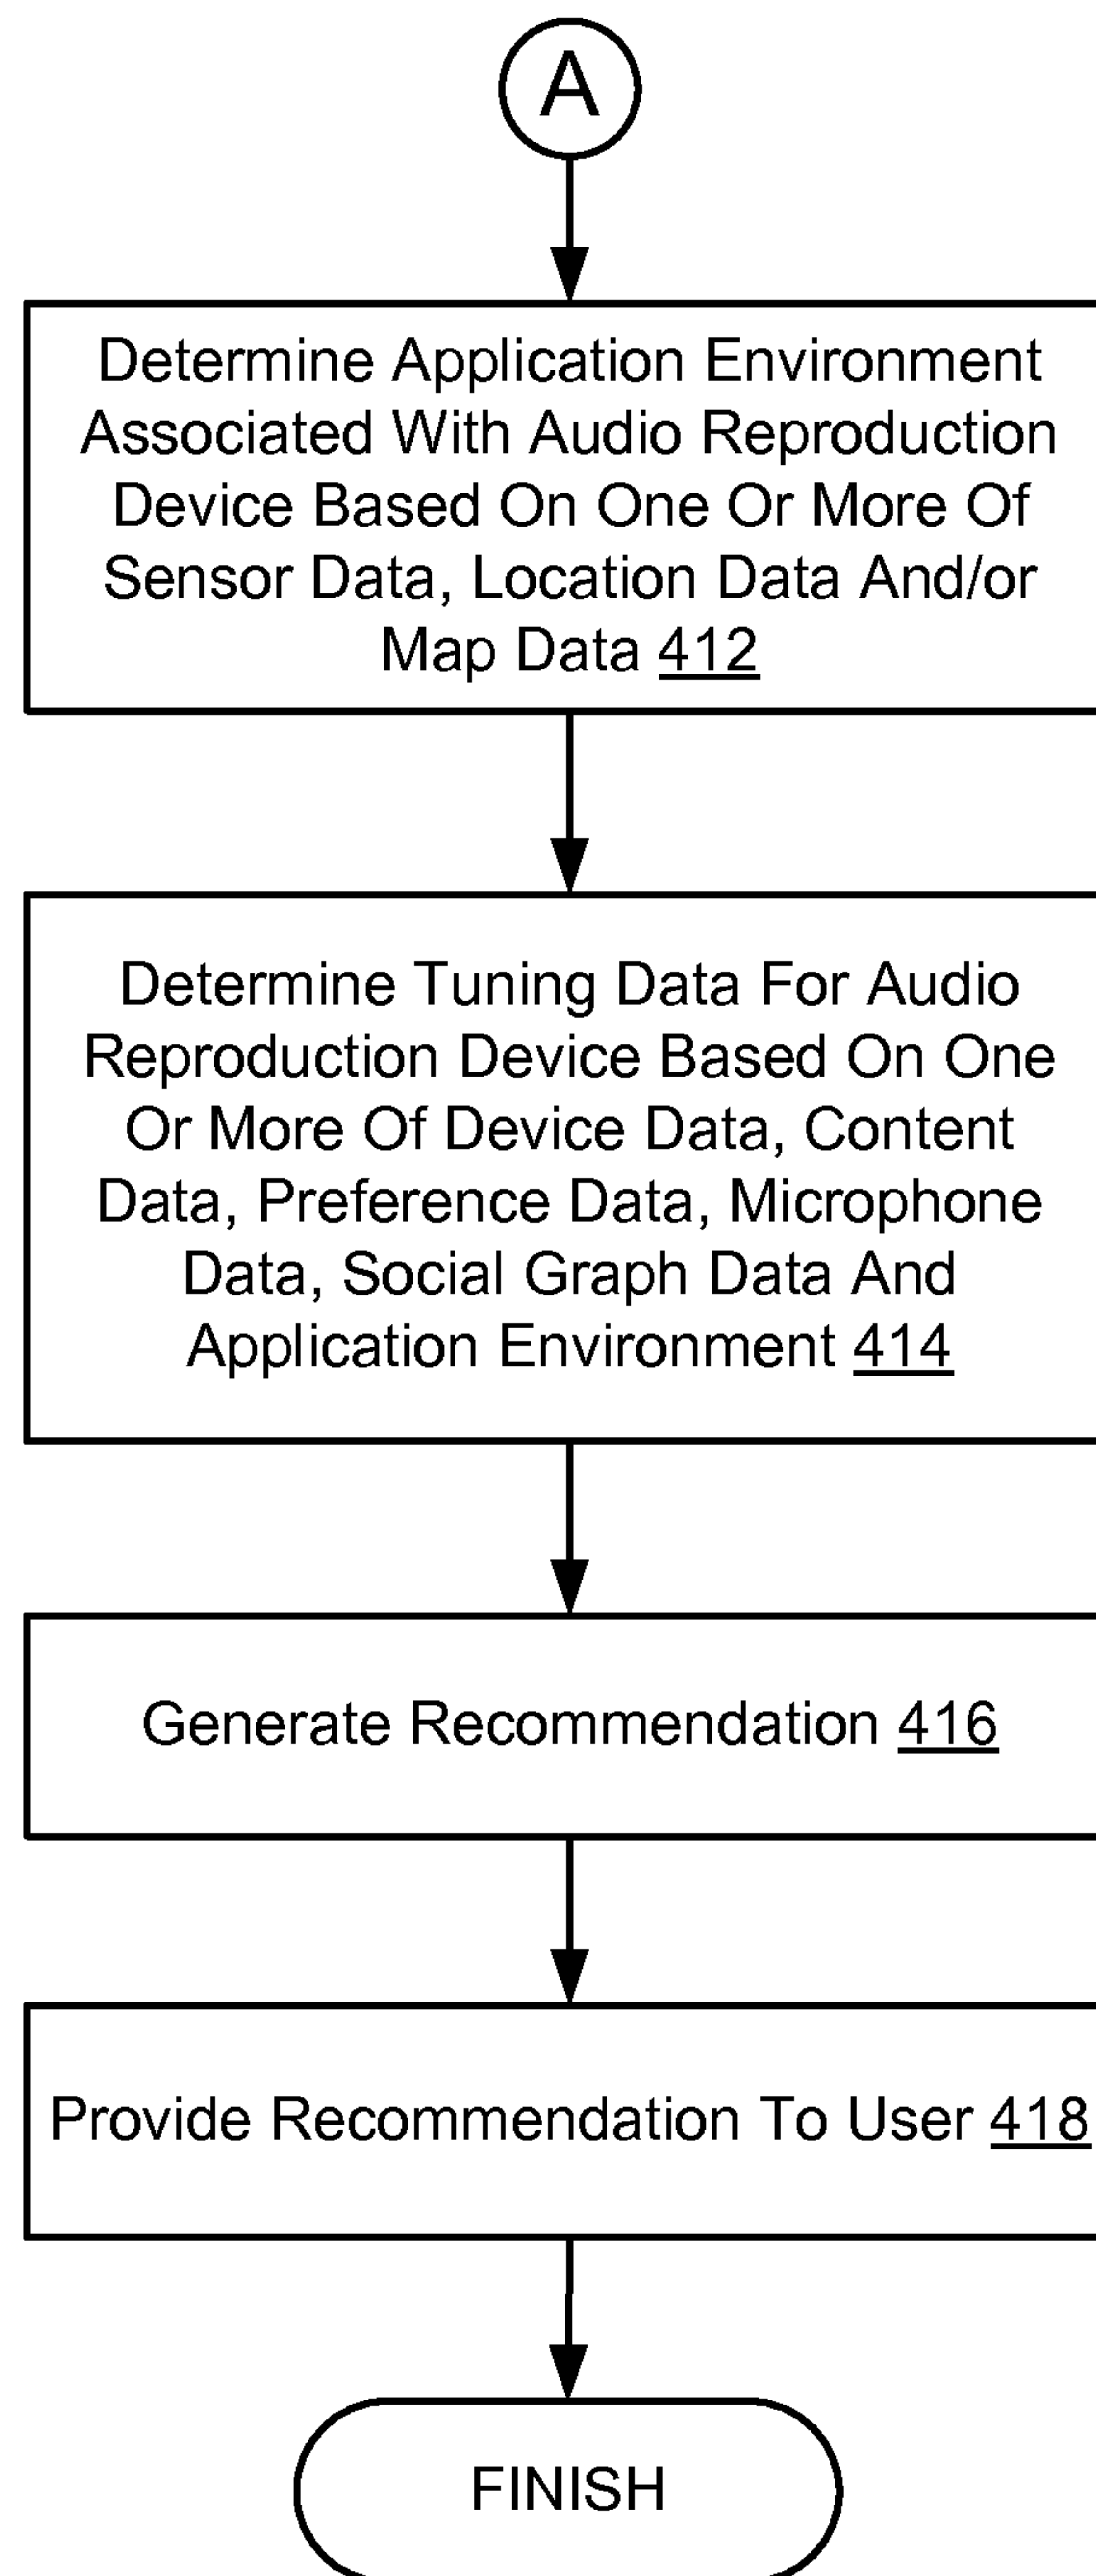 A
Determine Application Environment
Associated With Audio Reproduction
Device Based On One Or More Of
Sensor Data, Location Data And/or
Map Data 412
Determine Tuning Data For Audio
Reproduction Device Based On One
Or More Of Device Data, Content
Data, Preference Data, Microphone
Data, Social Graph Data And
Application Environment 414
Generate Recommendation 416
Provide Recommendation To User 418
FINISH